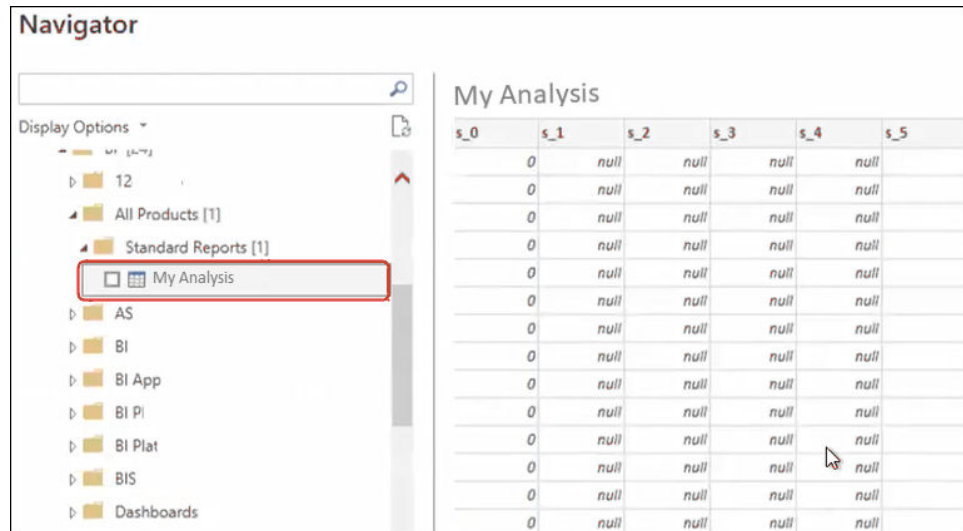 Navigator
Display Options
12
All Products [1]
Standard Reports [1]
My Analysis
AS
BI
BI App
BI Pl
BI Plat
BIS
Dashboards
My Analysis
s_0 s_1 s_2 s_3 s_4 s_5
0 null null null null
0 null null null null
0 null null null null
0 null null null null
0 null null null null
0 null null null null
0 null null null null
0 null null null null
0 null null null null
0 null null null null
0 null null null null
0 null null null null
0 null null null null
0 null null null null